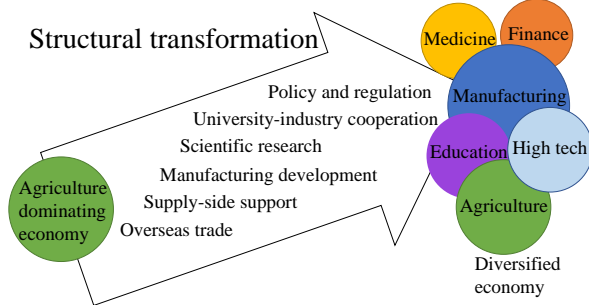 Structural transformation
Medicine
Finance
Policy and regulation
Manufacturing
University-industry cooperation
Scientific research
Education
High tech
Manufacturing development
Agriculture
dominating
economy
Supply-side support
Agriculture
Overseas trade
Diversified
economy